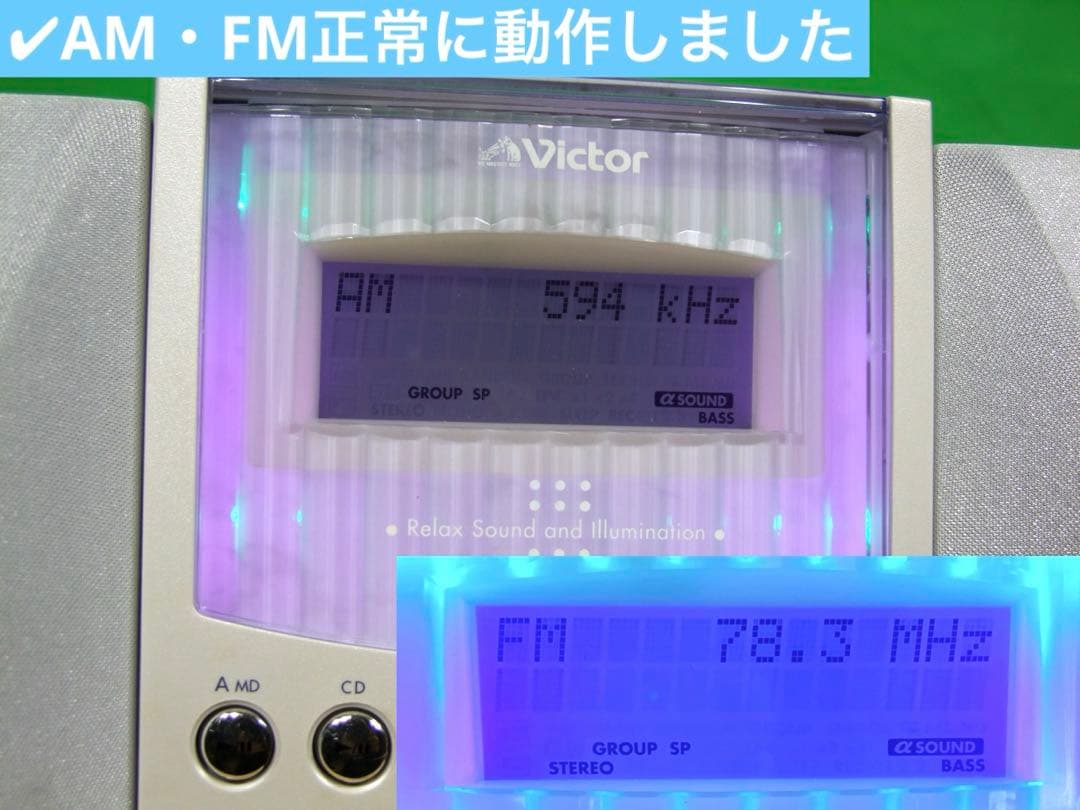 ✔AM・FM正常に動作しました
Victor
AM 594 kHz
GROUP SP αSOUND
BASS
• Relax Sound and Illumination •
FM 78.3 MHz
GROUP SP αSOUND
STEREO BASS
A MD CD